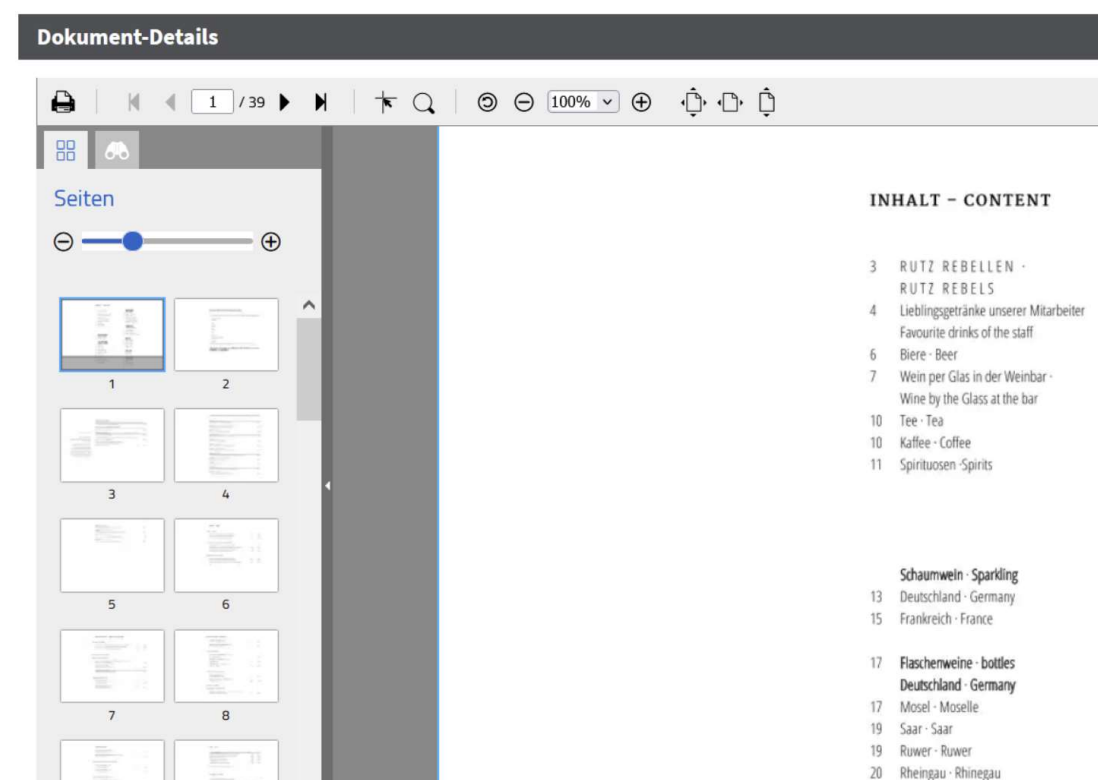 Dokument-Details
1 / 39
100%
Seiten
1
2
3
4
5
6
7
8
INHALT – CONTENT
3 RUTZ REBELLEN ·
RUTZ REBELS
4 Lieblingsgetränke unserer Mitarbeiter
Favourite drinks of the staff
6 Biere · Beer
7 Wein per Glas in der Weinbar ·
Wine by the Glass at the bar
10 Tee · Tea
10 Kaffee · Coffee
11 Spirituosen ·Spirits
Schaumwein · Sparkling
13 Deutschland · Germany
15 Frankreich · France
17 Flaschenweine · bottles
Deutschland · Germany
17 Mosel · Moselle
19 Saar · Saar
19 Ruwer · Ruwer
20 Rheingau · Rhinegau